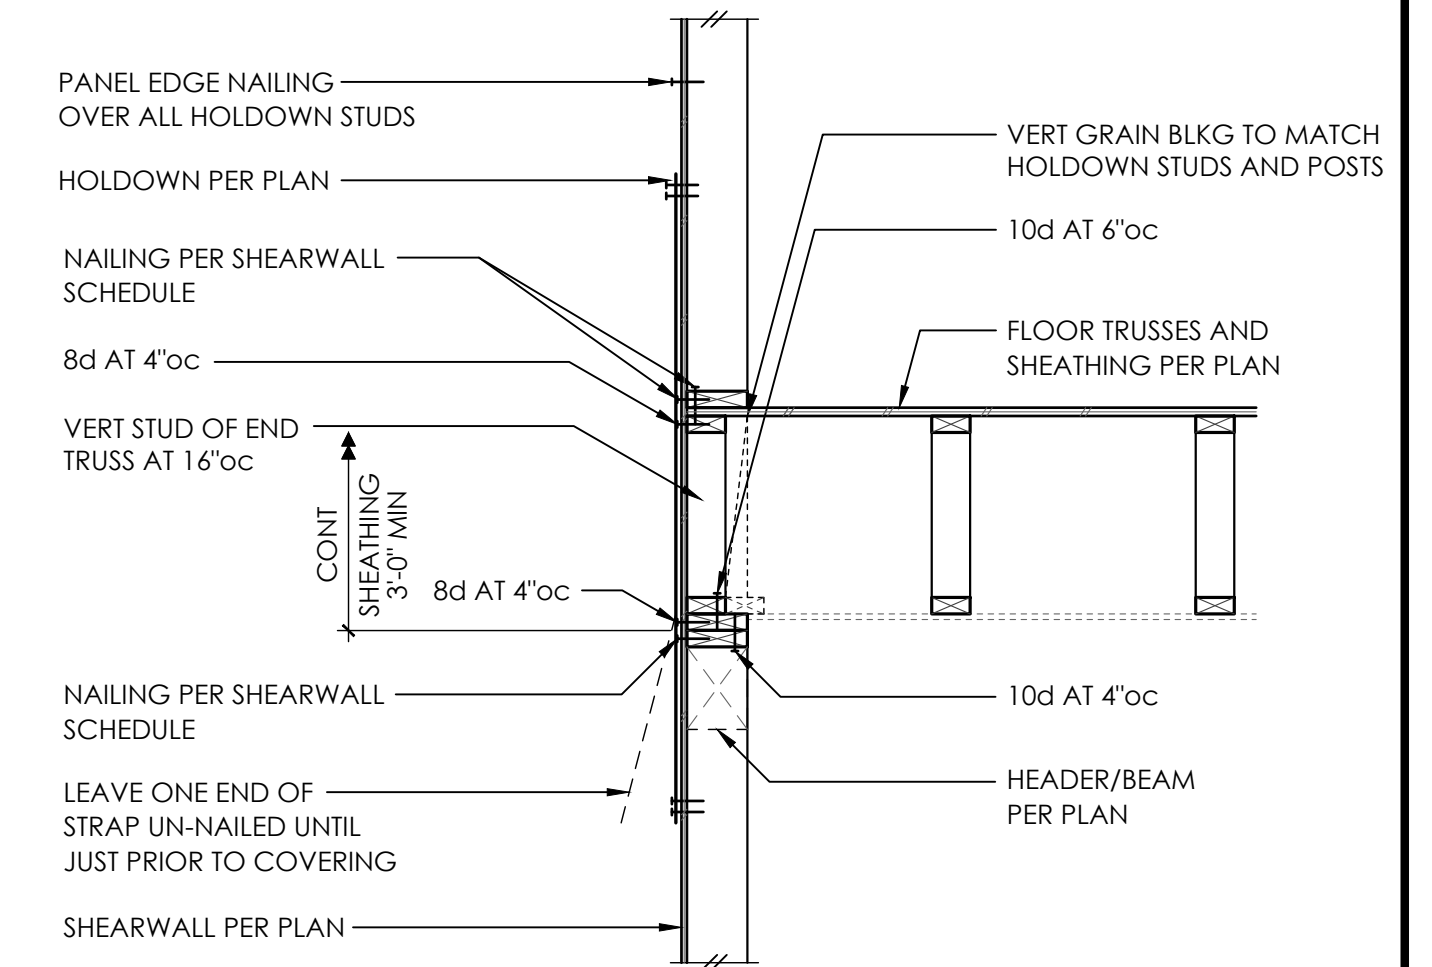 PANEL EDGE NAILING
OVER ALL HOLDOWN STUDS
HOLDOWN PER PLAN
NAILING PER SHEARWALL
SCHEDULE
8d AT 4"oc
VERT STUD OF END
TRUSS AT 16"oc
CONT
SHEATHING
3'-0" MIN
8d AT 4"oc
NAILING PER SHEARWALL
SCHEDULE
LEAVE ONE END OF
STRAP UN-NAILED UNTIL
JUST PRIOR TO COVERING
SHEARWALL PER PLAN
VERT GRAIN BLKG TO MATCH
HOLDOWN STUDS AND POSTS
10d AT 6"oc
FLOOR TRUSSES AND
SHEATHING PER PLAN
10d AT 4"oc
HEADER/BEAM
PER PLAN